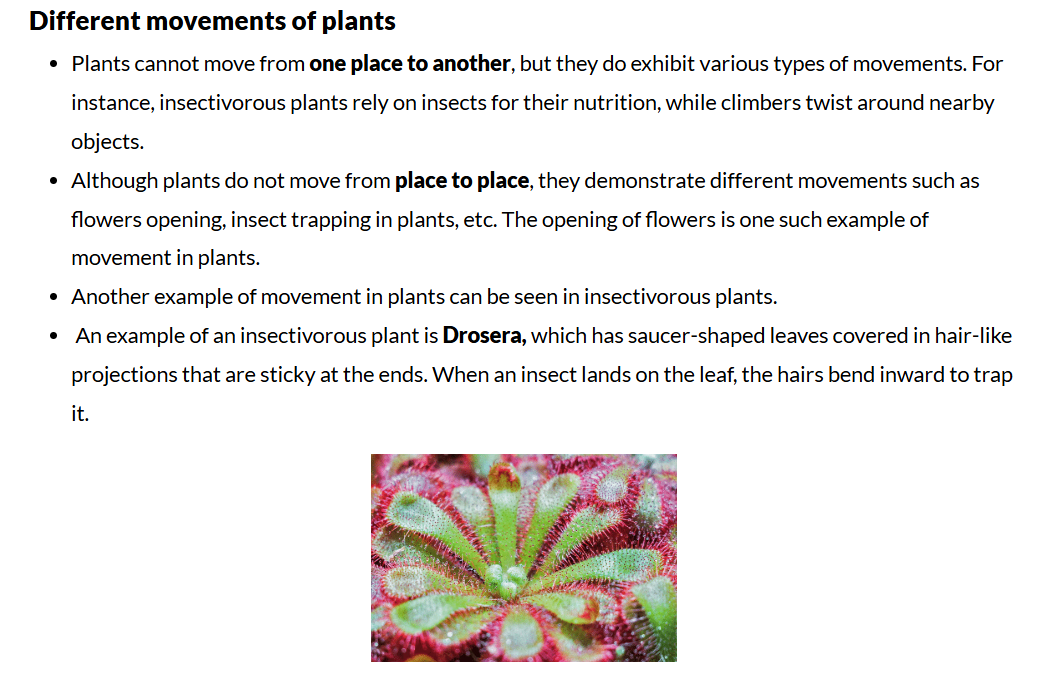 Different movements of plants
• Plants cannot move from one place to another, but they do exhibit various types of movements. For
instance, insectivorous plants rely on insects for their nutrition, while climbers twist around nearby
objects.
• Although plants do not move from place to place, they demonstrate different movements such as
flowers opening, insect trapping in plants, etc. The opening of flowers is one such example of
movement in plants.
• Another example of movement in plants can be seen in insectivorous plants.
• An example of an insectivorous plant is Drosera, which has saucer-shaped leaves covered in hair-like
projections that are sticky at the ends. When an insect lands on the leaf, the hairs bend inward to trap
it.